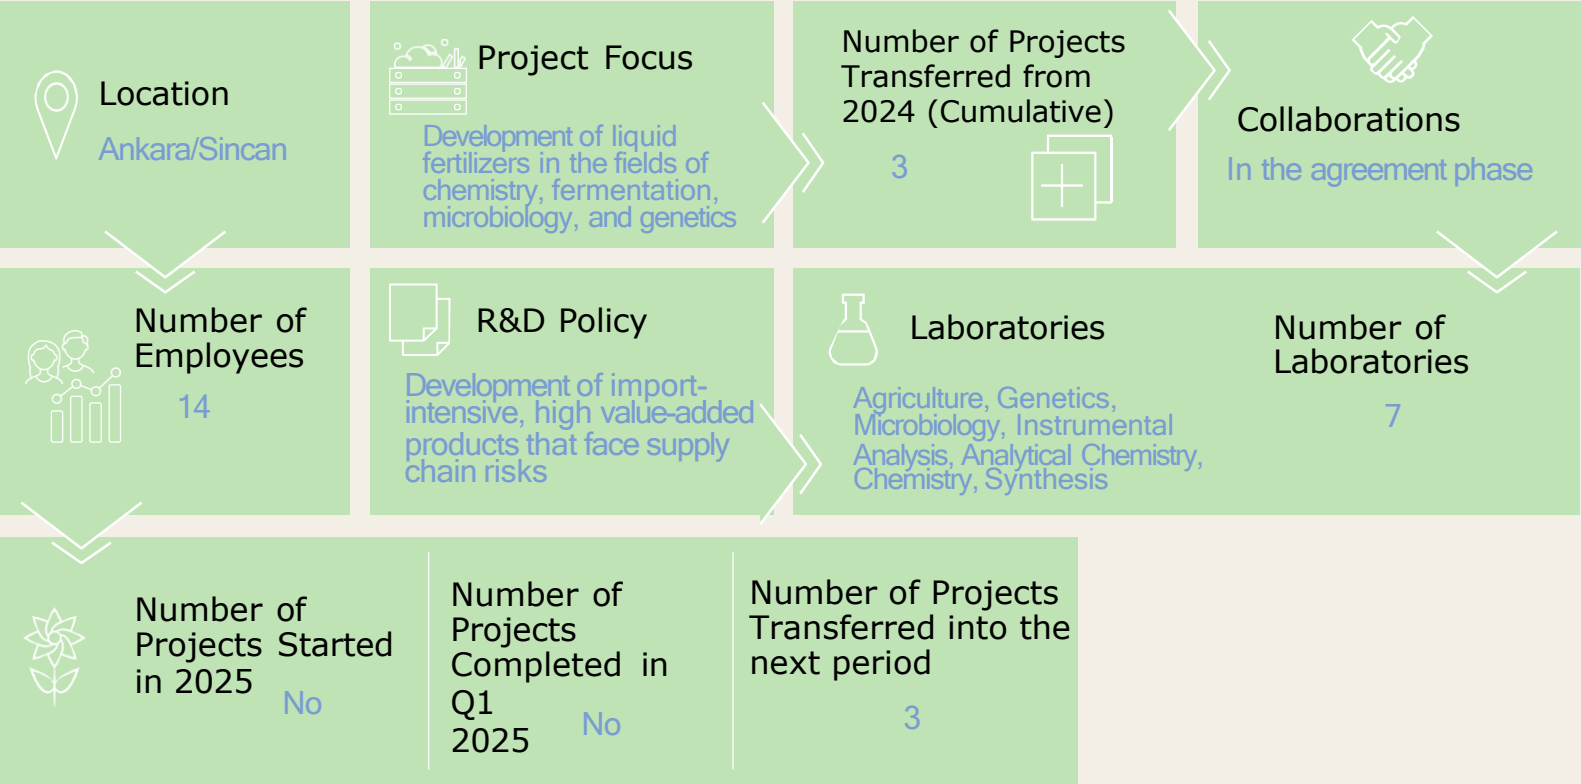 Location
Ankara/Sincan
Project Focus
Development of liquid
fertilizers in the fields of
chemistry, fermentation,
microbiology, and genetics
Number of Projects
Transferred from
2024 (Cumulative)
3
Collaborations
In the agreement phase
Number of
Employees
14
R&D Policy
Development of import-
intensive, high value-added
products that face supply
chain risks
Laboratories
Agriculture, Genetics,
Microbiology, Instrumental
Analysis, Analytical Chemistry,
Chemistry, Synthesis
Number of
Laboratories
7
Number of
Projects Started
in 2025
No
Number of
Projects
Completed in
Q1
2025
No
Number of Projects
Transferred into the
next period
3